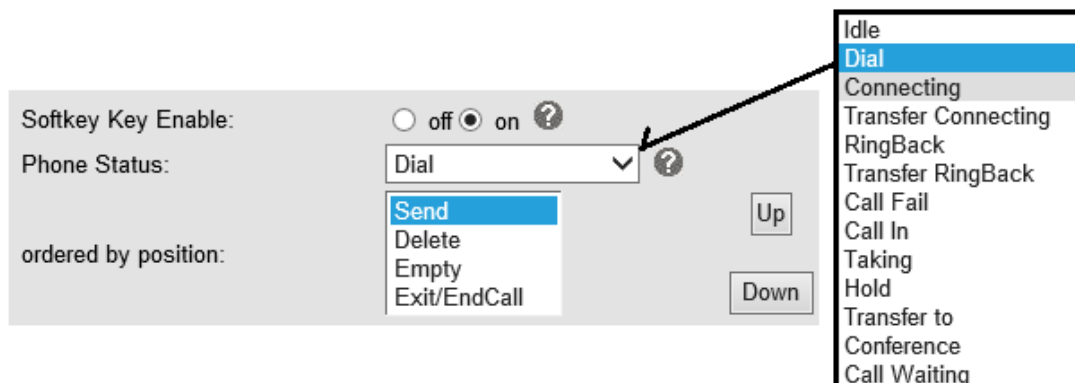 Softkey Key Enable: off on ?
Phone Status: Dial ?
ordered by position:
Send
Delete
Empty
Exit/EndCall
Up
Down
Idle
Dial
Connecting
Transfer Connecting
RingBack
Transfer RingBack
Call Fail
Call In
Taking
Hold
Transfer to
Conference
Call Waiting